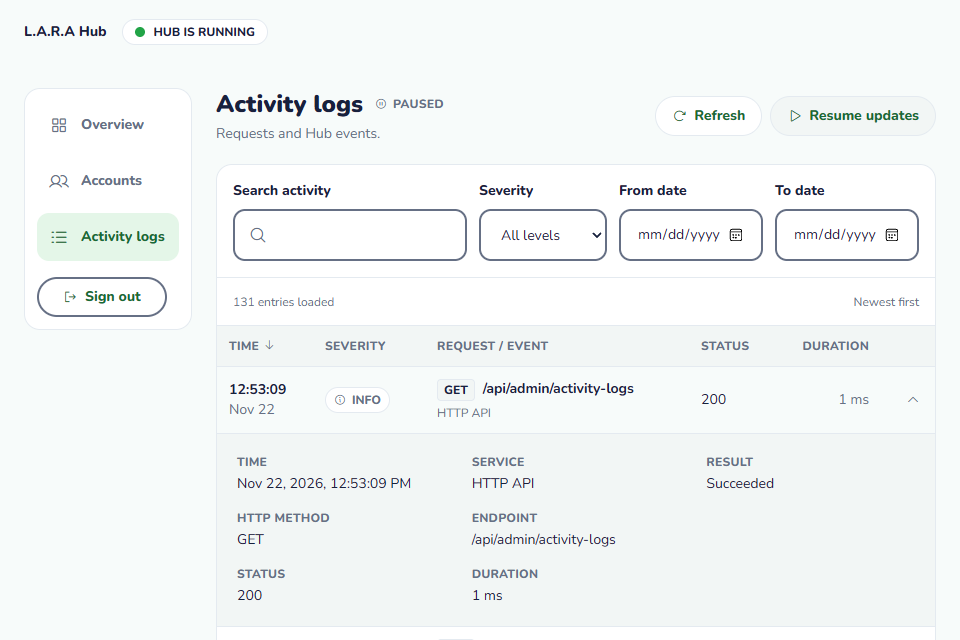 L.A.R.A Hub
HUB IS RUNNING
Overview
Accounts
Activity logs
Sign out
Activity logs
PAUSED
Requests and Hub events.
Refresh
Resume updates
Search activity
Severity
From date
To date
All levels
mm/dd/yyyy
mm/dd/yyyy
131 entries loaded
Newest first
TIME ↓ SEVERITY REQUEST / EVENT STATUS DURATION
12:53:09
Nov 22
INFO
GET /api/admin/activity-logs
HTTP API
200
1 ms
TIME
Nov 22, 2026, 12:53:09 PM
SERVICE
HTTP API
RESULT
Succeeded
HTTP METHOD
GET
ENDPOINT
/api/admin/activity-logs
STATUS
200
DURATION
1 ms